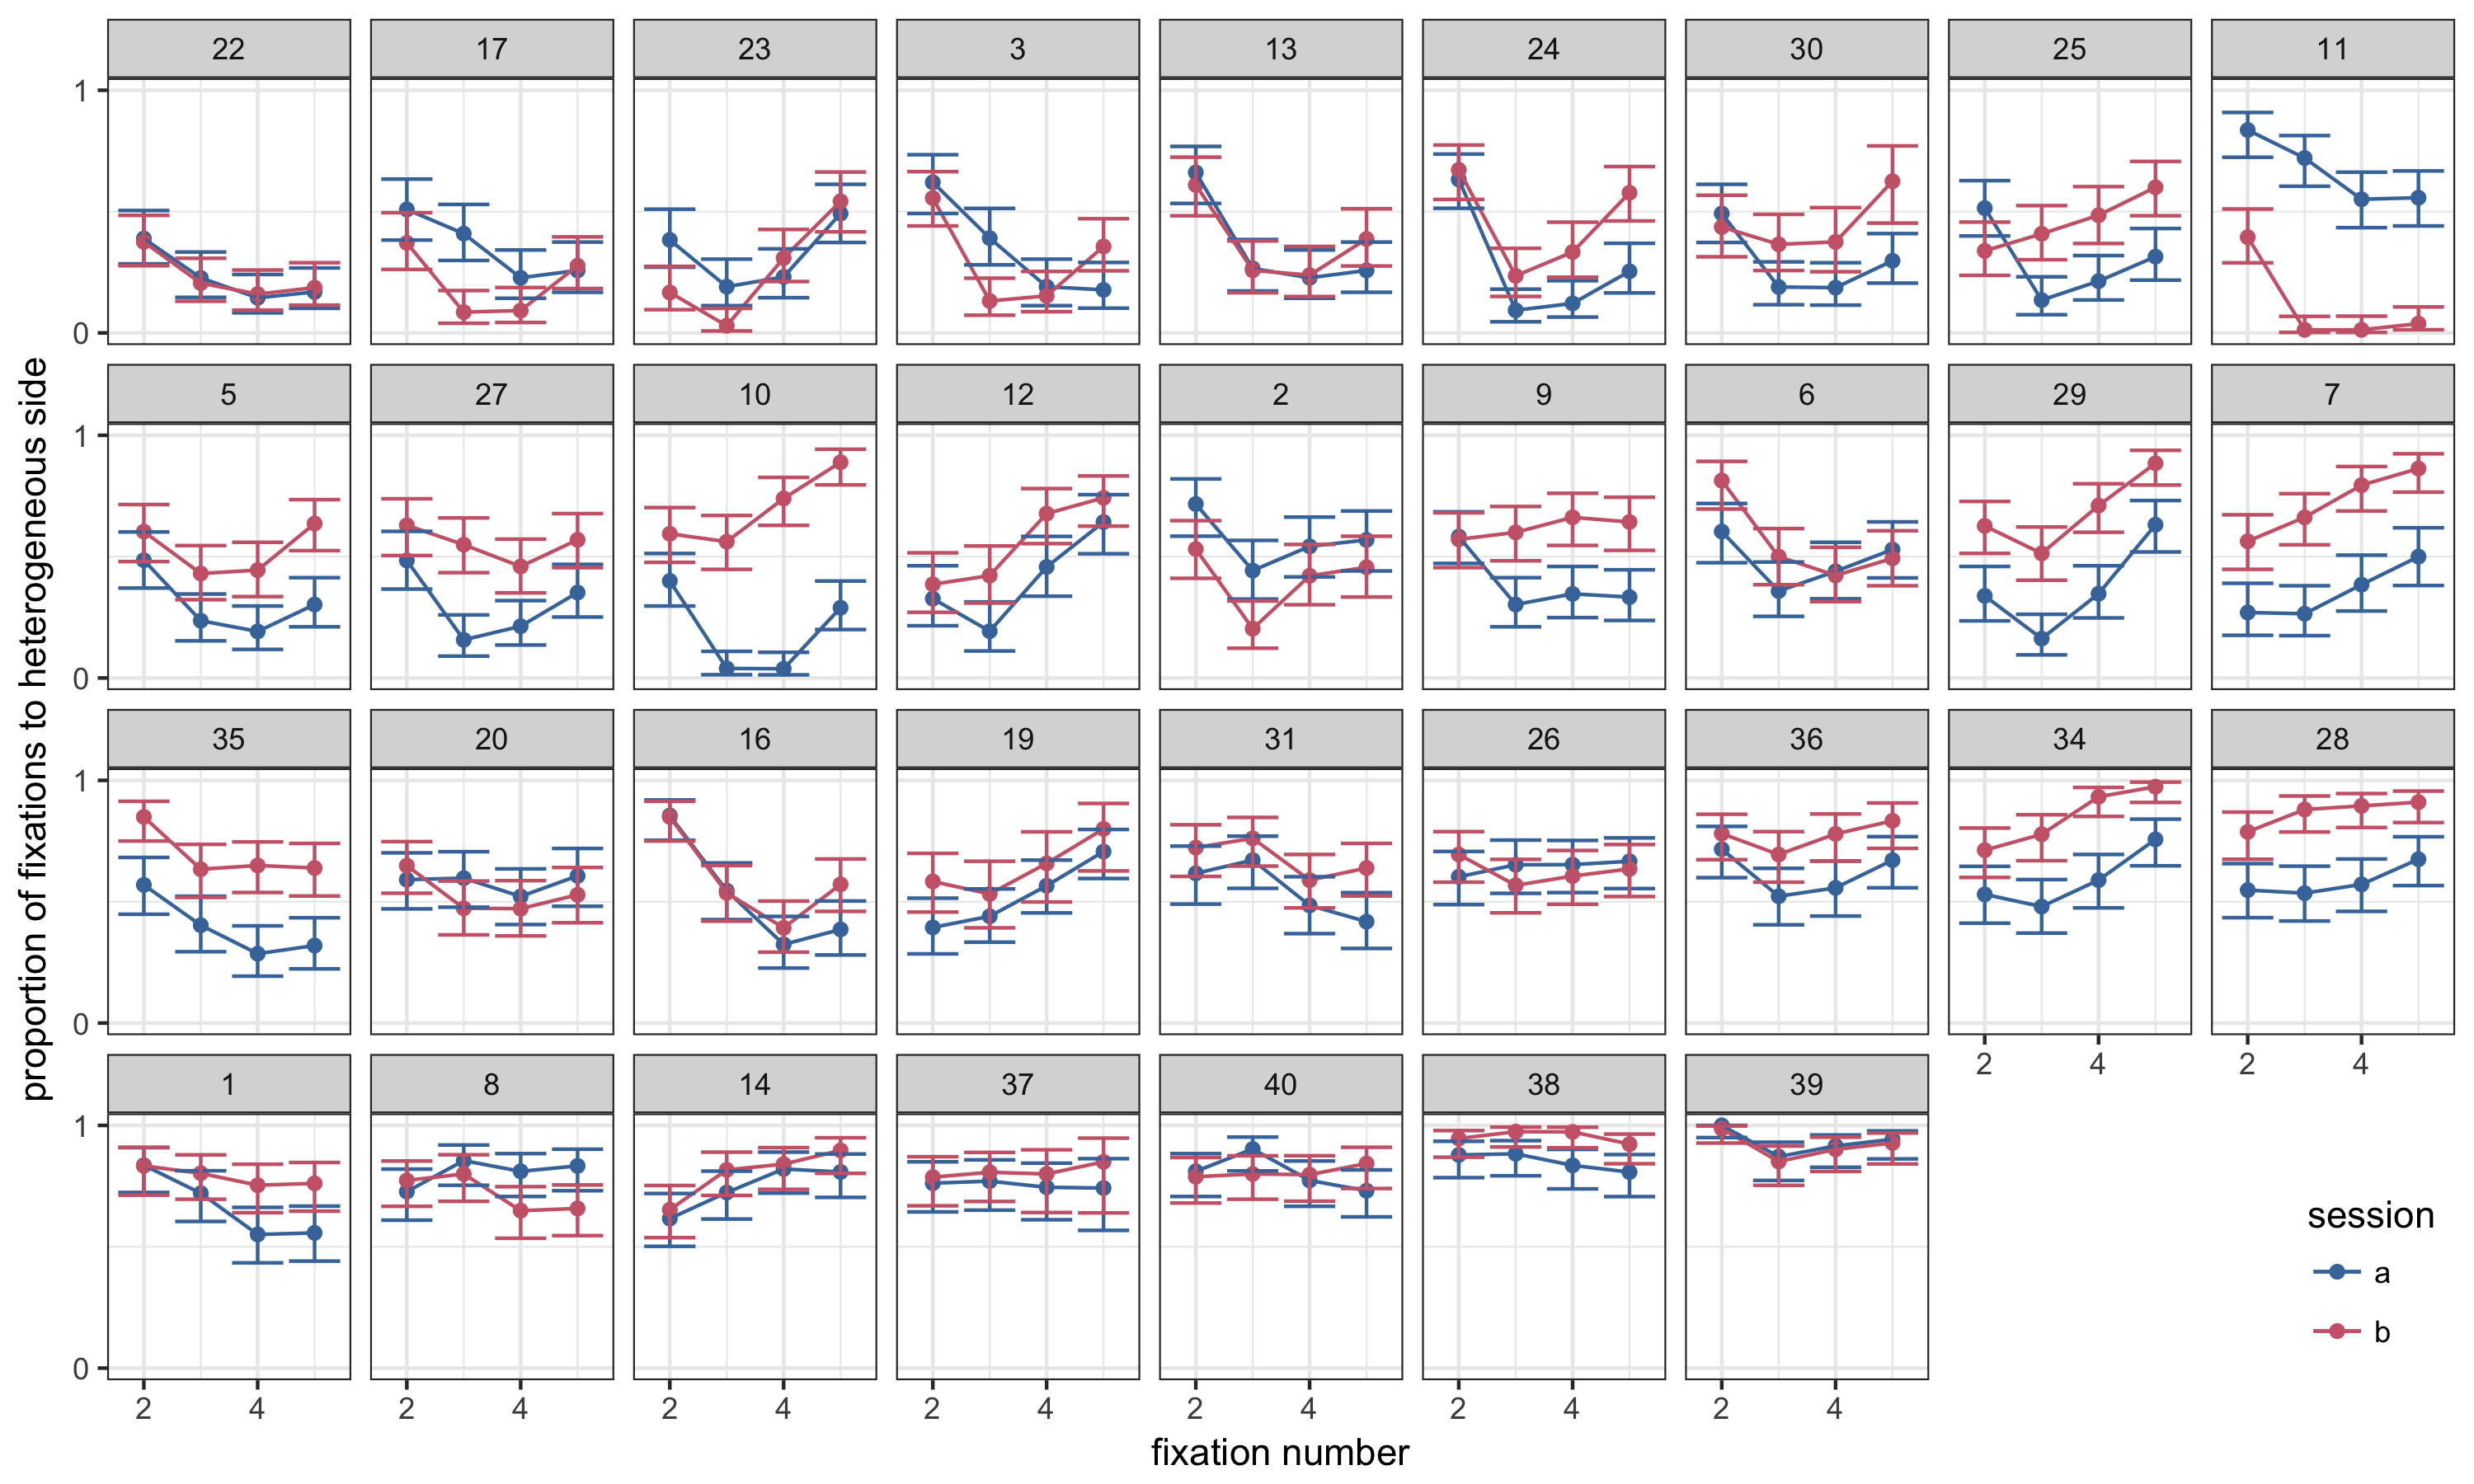 22 17 23 3 13 24 30 25 11
1
0
5 27 10 12 2 9 6 29 7
1
0
35 20 16 19 31 26 36 34 28
1
0
2 4 2 4
1 8 14 37 40 38 39
1
0
2 4 2 4 2 4 2 4 2 4 2 4 2 4
fixation number
proportion of fixations to heterogeneous side
session
a
b